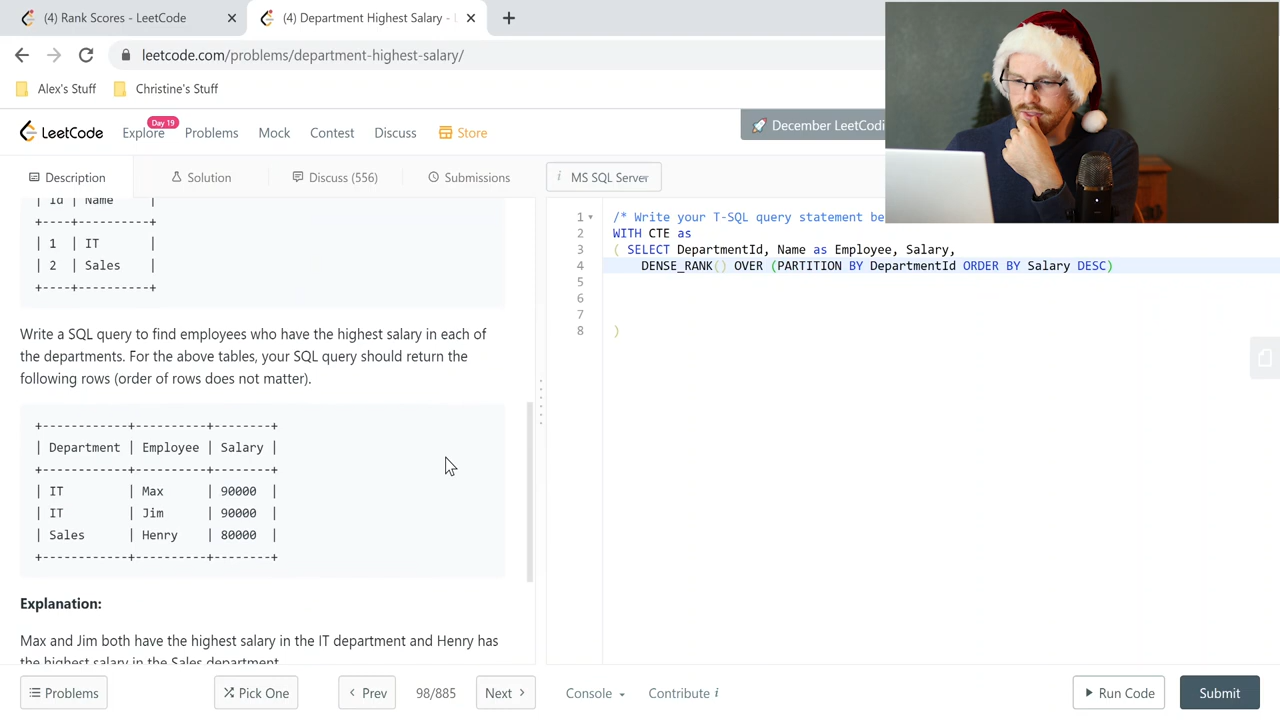 (4) Rank Scores - LeetCode
(4) Department Highest Salary -
leetcode.com/problems/department-highest-salary/
Alex's Stuff
Christine's Stuff
LeetCode
Explore
Day 19
Problems
Mock
Contest
Discuss
Store
December LeetCodi
Description
Solution
Discuss (556)
Submissions
i MS SQL Server
| Id | Name |
+----+---------+
| 1 | IT |
| 2 | Sales |
+----+---------+
Write a SQL query to find employees who have the highest salary in each of
the departments. For the above tables, your SQL query should return the
following rows (order of rows does not matter).
+------------+----------+--------+
| Department | Employee | Salary |
+------------+----------+--------+
| IT | Max | 90000 |
| IT | Jim | 90000 |
| Sales | Henry | 80000 |
+------------+----------+--------+
Explanation:
Max and Jim both have the highest salary in the IT department and Henry has
the highest salary in the Sales department.
1 /* Write your T-SQL query statement be
2 WITH CTE as
3 ( SELECT DepartmentId, Name as Employee, Salary,
4 DENSE_RANK() OVER (PARTITION BY DepartmentId ORDER BY Salary DESC)
5
6
7
8 )
Problems
Pick One
Prev
98/885
Next
Console
Contribute i
Run Code
Submit